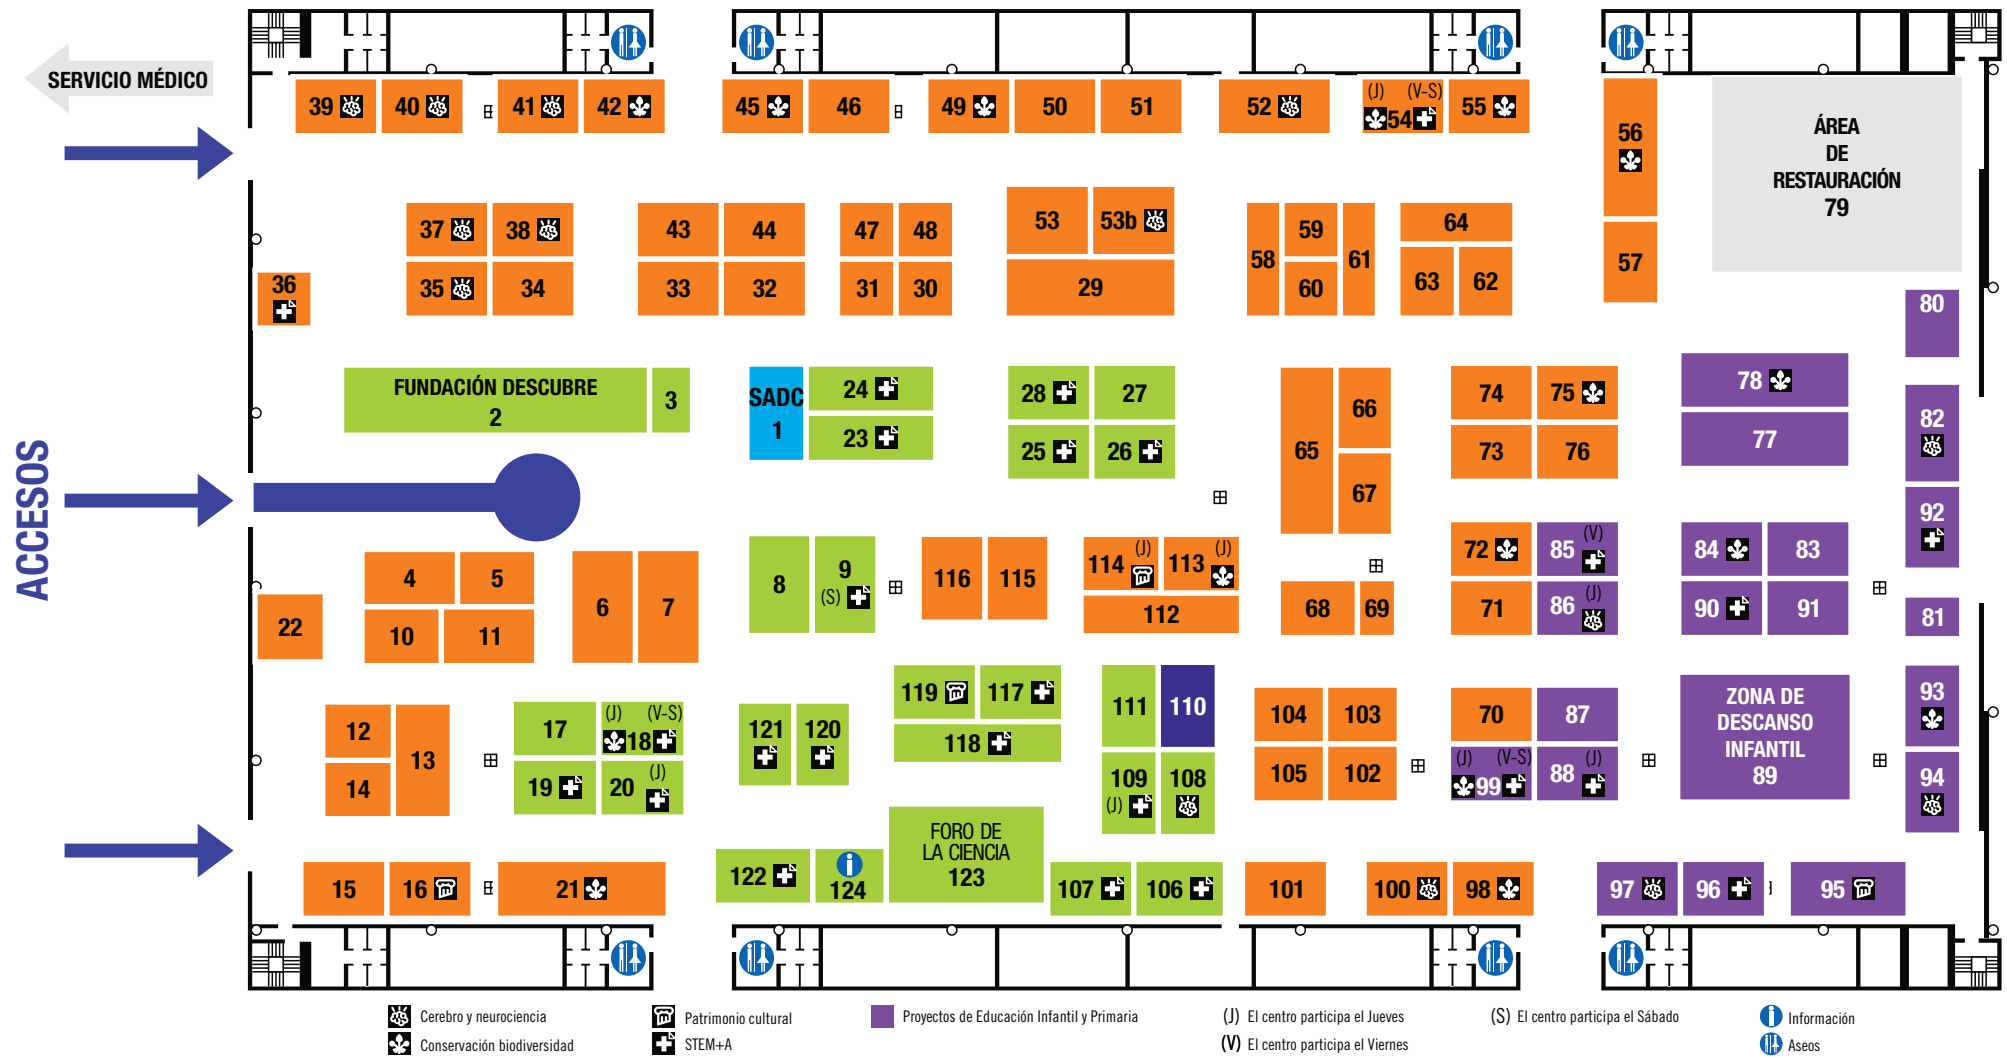 SERVICIO MÉDICO
39 40 41 42 45 46 49 50 51 52
(J) (V-S)
54 55
56
ÁREA
DE
RESTAURACIÓN
79
37 38 43 44 47 48 53 53b 58 59 61 64
57
36 35 34 33 32 31 30 29 60 63 62
80
FUNDACIÓN DESCUBRE
2
3
SADC
1
24
23
28 27
25 26
65 66
67
74 75
73 76
78
77
82
92
ACCESOS
4 5
10 11
22
6 7
8
9
(S)
116 115
(J) (J)
114 113
112
68 69
72
71
(V)
85
(J)
86
84 83
90 91
81
12
14
13
17
(J) (V-S)
18
19
(J)
20
121 120
119 117
118
111 110
109
(J)
108
104 103
105 102
70 87
(J) (V-S)
99
(J)
88
ZONA DE
DESCANSO
INFANTIL
89
93
94
15 16 21
122
124
FORO DE
LA CIENCIA
123
107 106
101 100 98
97 96 95
Cerebro y neurociencia
Conservación biodiversidad
Patrimonio cultural
STEM+A
Proyectos de Educación Infantil y Primaria
(J) El centro participa el Jueves
(V) El centro participa el Viernes
(S) El centro participa el Sábado
Información
Aseos